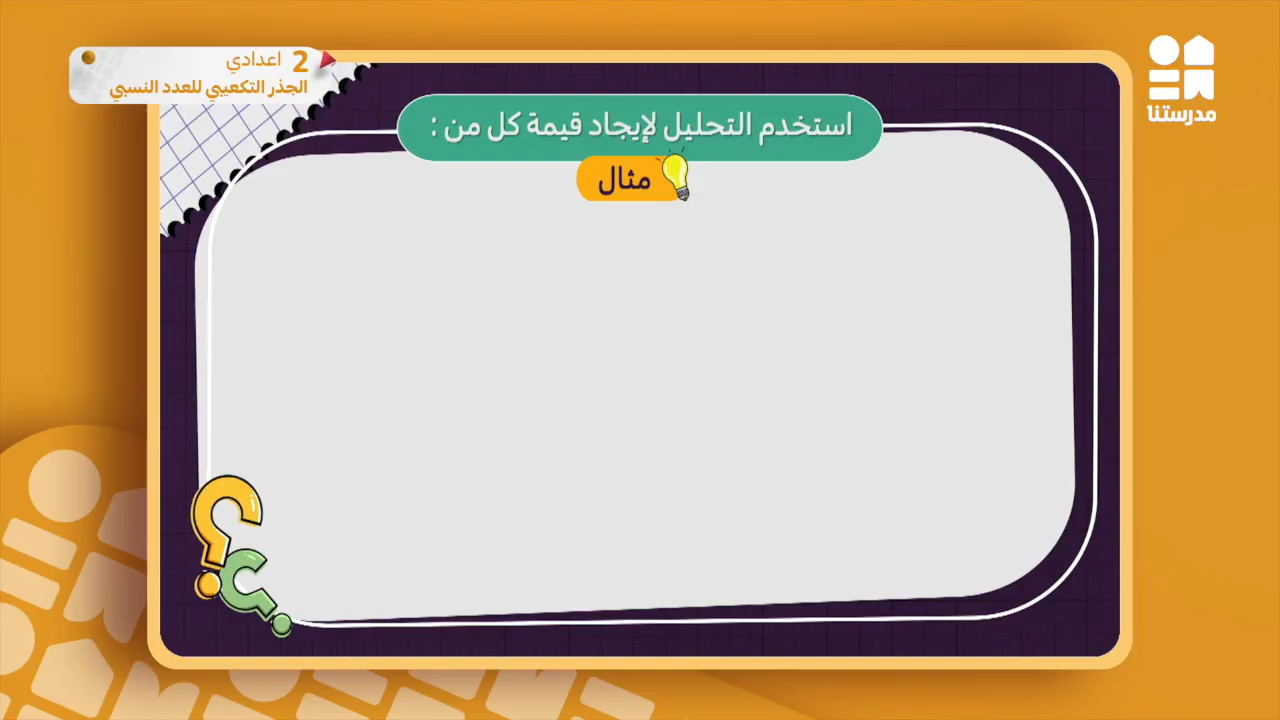 2 اعدادي
الجذر التكعيبي للعدد النسبي
مدرستنا
استخدم التحليل لإيجاد قيمة كل من :
مثال